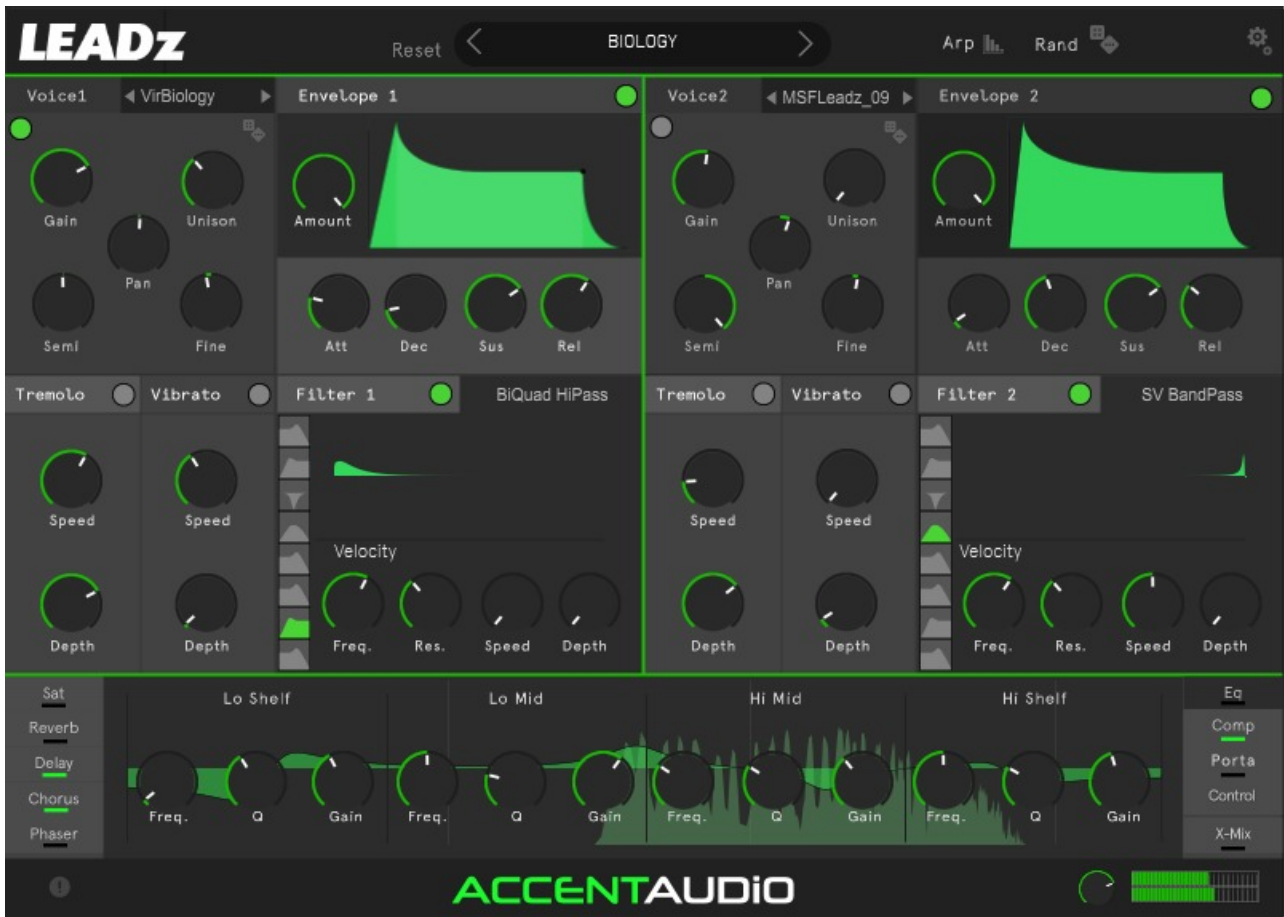 LEADz
Reset
BIOLOGY
Arp
Rand
Voice1
VirBiology
Envelope 1
Voice2
MSFLeadz_09
Envelope 2
Gain
Unison
Amount
Gain
Unison
Amount
Pan
Pan
Semi
Fine
Att
Dec
Sus
Rel
Semi
Fine
Att
Dec
Sus
Rel
Tremolo
Vibrato
Filter 1
BiQuad HiPass
Tremolo
Vibrato
Filter 2
SV BandPass
Speed
Speed
Speed
Speed
Velocity
Velocity
Depth
Depth
Freq.
Res.
Speed
Depth
Depth
Depth
Freq.
Res.
Speed
Depth
Sat
Reverb
Delay
Chorus
Phaser
Lo Shelf
Lo Mid
Hi Mid
Hi Shelf
Freq.
Q
Gain
Freq.
Q
Gain
Freq.
Q
Gain
Freq.
Q
Gain
Eq
Comp
Porta
Control
X-Mix
ACCENTAUDiO